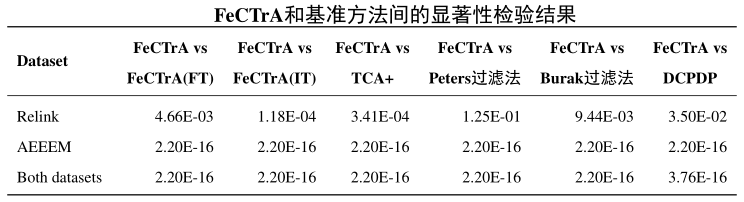 FeCTrA和基准方法间的显著性检验结果
Dataset FeCTrA vs FeCTrA(FT) FeCTrA vs FeCTrA(IT) FeCTrA vs TCA+ FeCTrA vs Peters过滤法 FeCTrA vs Burak过滤法 FeCTrA vs DCPDP
Relink 4.66E-03 1.18E-04 3.41E-04 1.25E-01 9.44E-03 3.50E-02
AEEEM 2.20E-16 2.20E-16 2.20E-16 2.20E-16 2.20E-16 2.20E-16
Both datasets 2.20E-16 2.20E-16 2.20E-16 2.20E-16 2.20E-16 3.76E-16